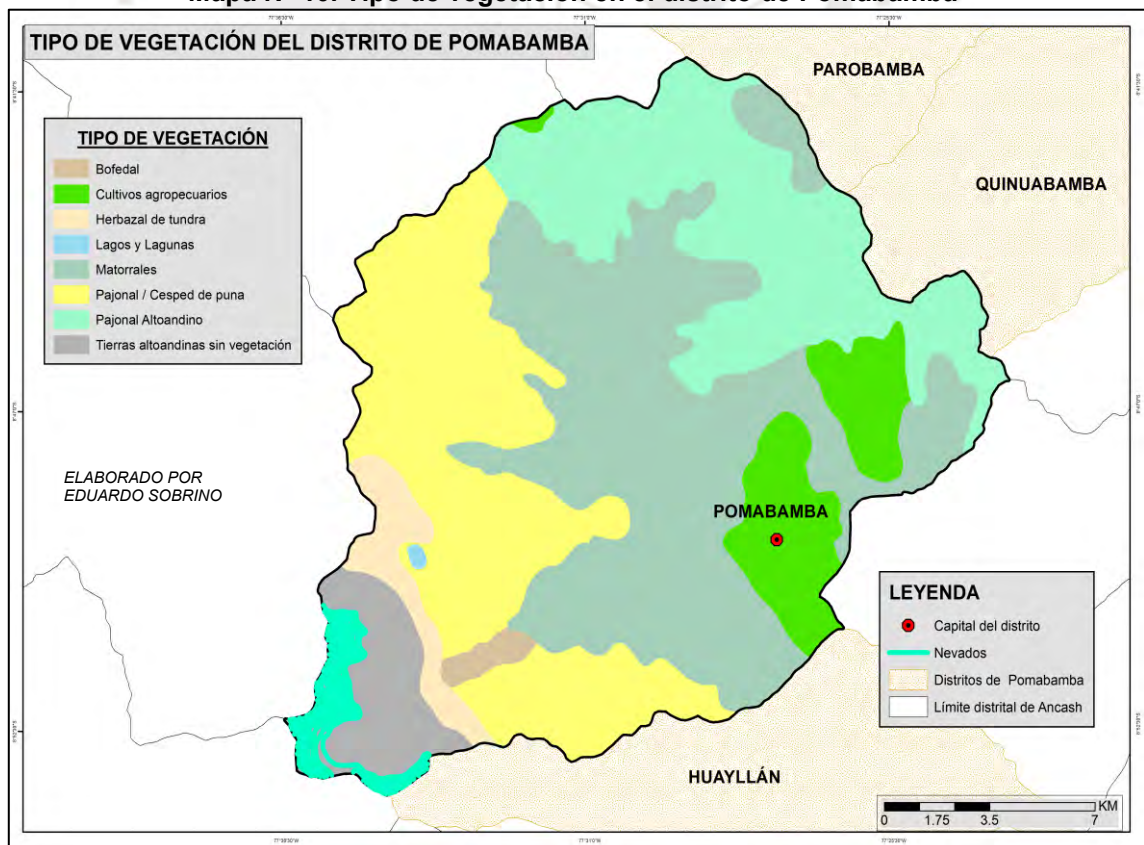 TIPO DE VEGETACIÓN DEL DISTRITO DE POMABAMBA
PAROBAMBA
QUINUABAMBA
TIPO DE VEGETACIÓN
Bofedal
Cultivos agropecuarios
Herbazal de tundra
Lagos y Lagunas
Matorrales
Pajonal / Cesped de puna
Pajonal Altoandino
Tierras altoandinas sin vegetación
ELABORADO POR
EDUARDO SOBRINO
POMABAMBA
LEYENDA
Capital del distrito
Nevados
Distritos de Pomabamba
Límite distrital de Ancash
HUAYLLÁN
KM
0 1.75 3.5 7